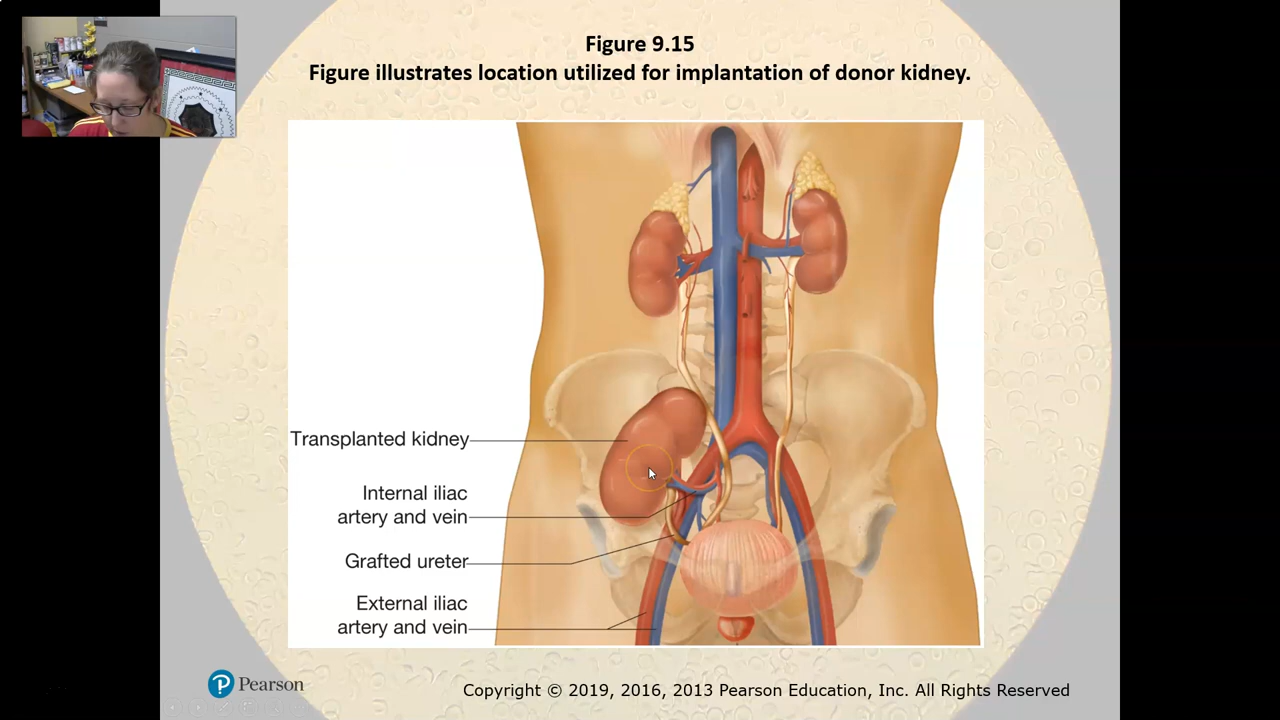 Figure 9.15
Figure illustrates location utilized for implantation of donor kidney.
Transplanted kidney
Internal iliac
artery and vein
Grafted ureter
External iliac
artery and vein
P Pearson
Copyright © 2019, 2016, 2013 Pearson Education, Inc. All Rights Reserved